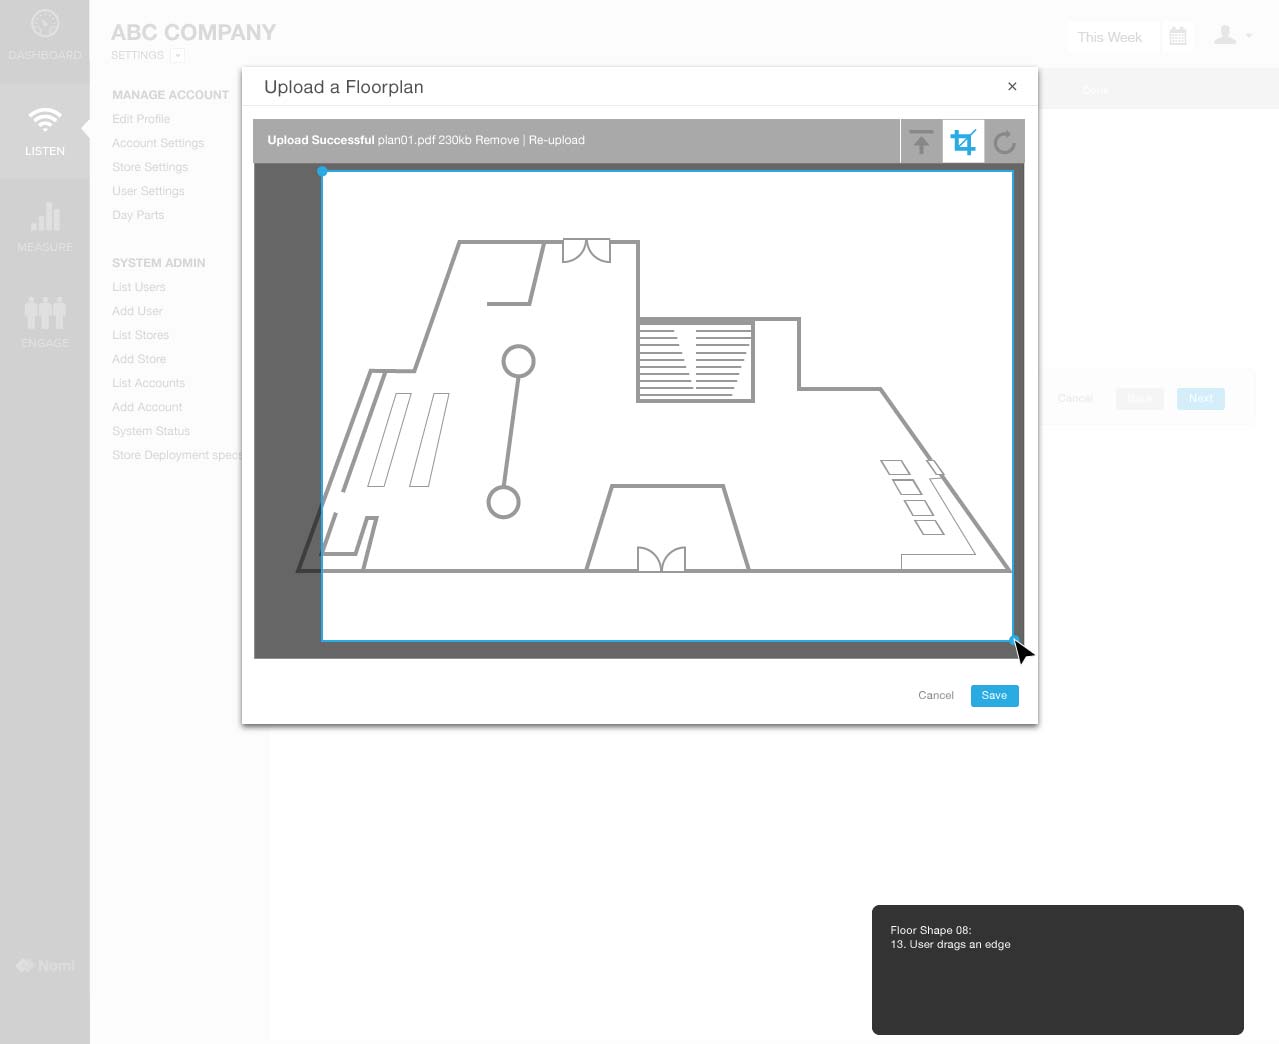 DASHBOARD
LISTEN
MEASURE
ENGAGE
Nomi
ABC COMPANY
SETTINGS
This Week
MANAGE ACCOUNT
Edit Profile
Account Settings
Store Settings
User Settings
Day Parts
SYSTEM ADMIN
List Users
Add User
List Stores
Add Store
List Accounts
Add Account
System Status
Store Deployment specs
Upload a Floorplan
×
Upload Successful plan01.pdf 230kb Remove | Re-upload
Done
Cancel Back Next
Cancel Save
Floor Shape 08:
13. User drags an edge